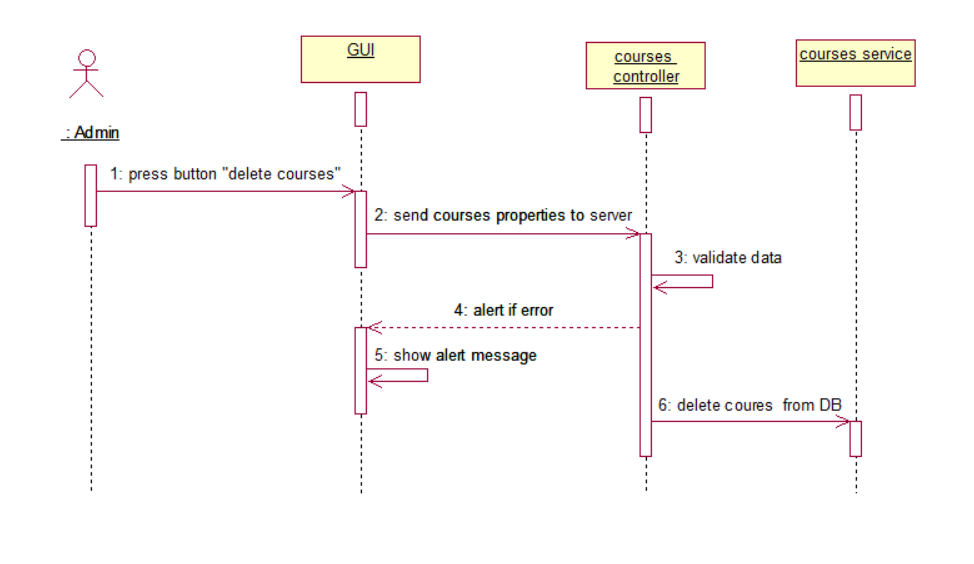 GUI
courses
controller
courses service
: Admin
1: press button "delete courses"
2: send courses properties to server
3: validate data
4: alert if error
5: show alert message
6: delete coures from DB